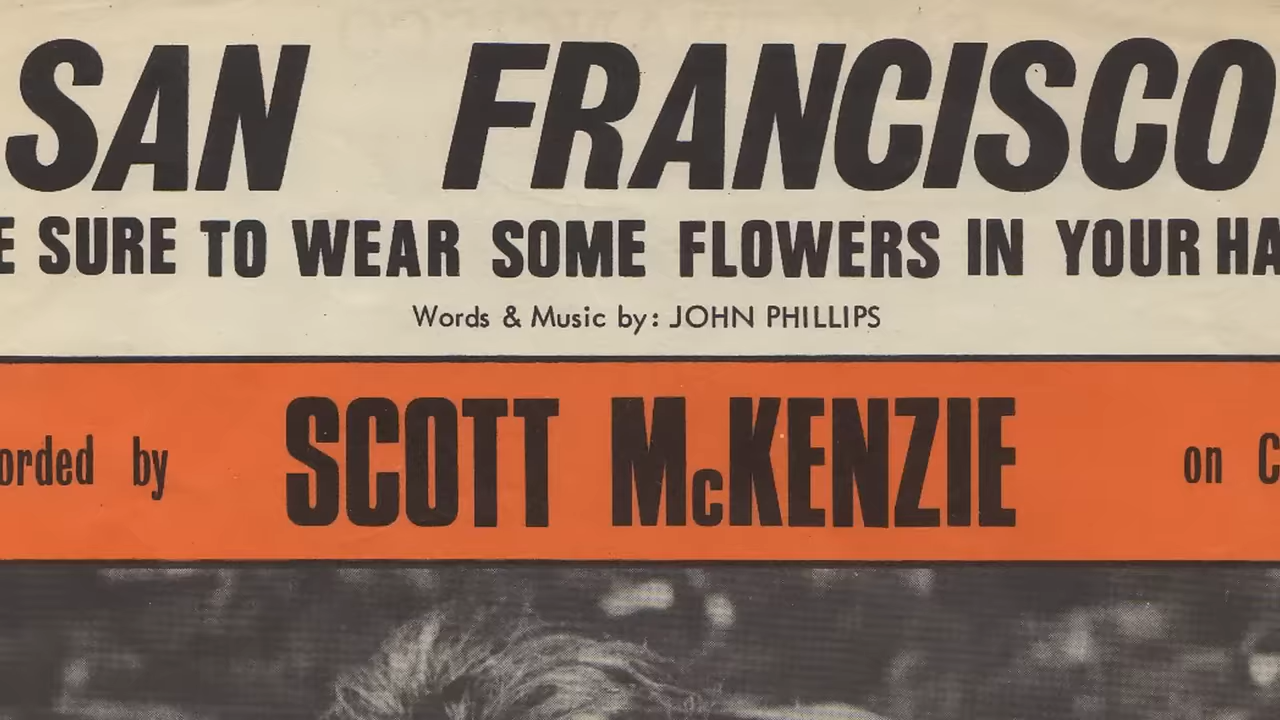 SAN FRANCISCO
E SURE TO WEAR SOME FLOWERS IN YOUR HA
Words & Music by: JOHN PHILLIPS
orded by SCOTT McKENZIE on C